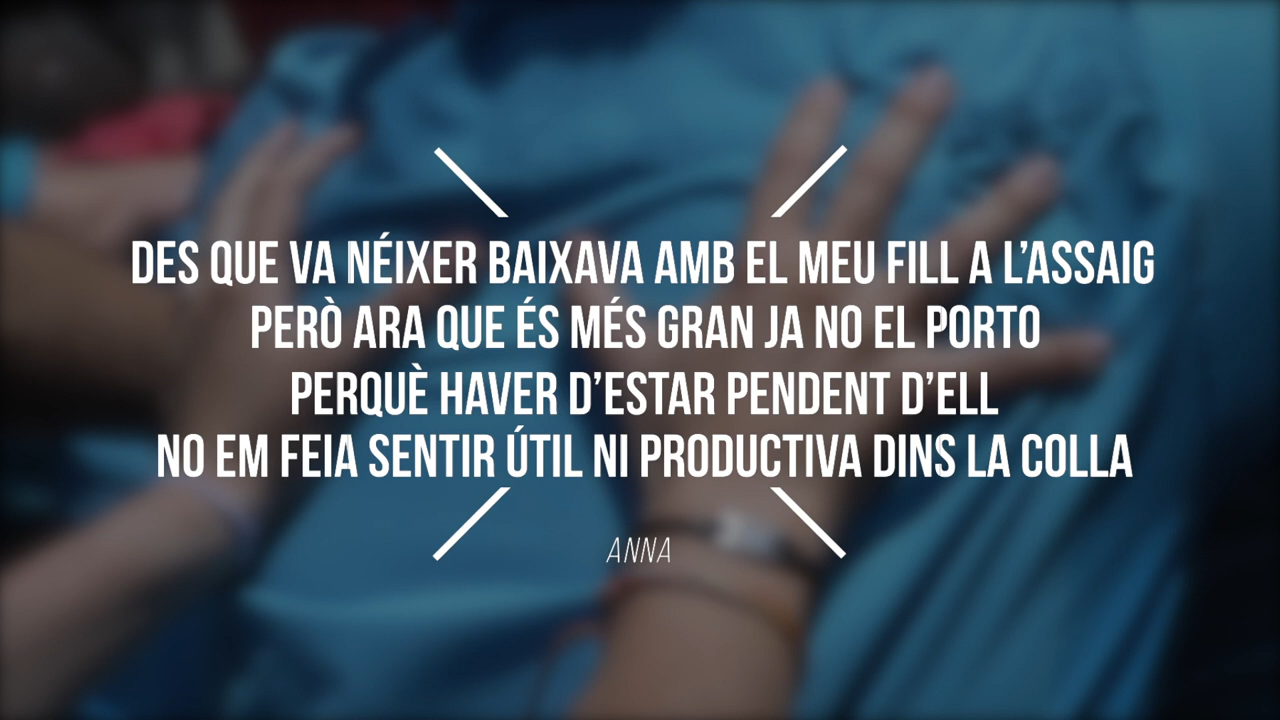 DES QUE VA NÉIXER BAIXAVA AMB EL MEU FILL A L'ASSAIG
PERÒ ARA QUE ÉS MÉS GRAN JA NO EL PORTO
PERQUÈ HAVER D'ESTAR PENDENT D'ELL
NO EM FEIA SENTIR ÚTIL NI PRODUCTIVA DINS LA COLLA
ANNA